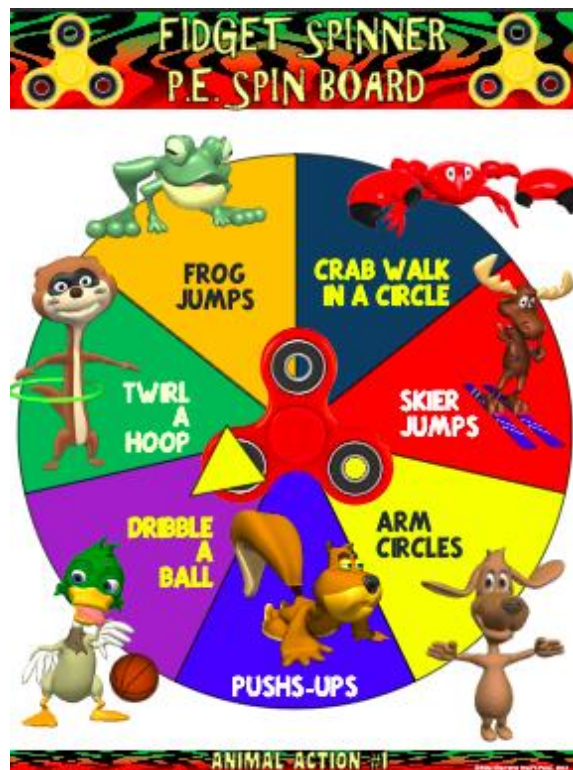 FIDGET SPINNER
P.E. SPIN BOARD
FROG
JUMPS
CRAB WALK
IN A CIRCLE
TWIRL
A
HOOP
SKIER
JUMPS
DRIBBLE
A
BALL
ARM
CIRCLES
PUSHS-UPS
ANIMAL ACTION #1